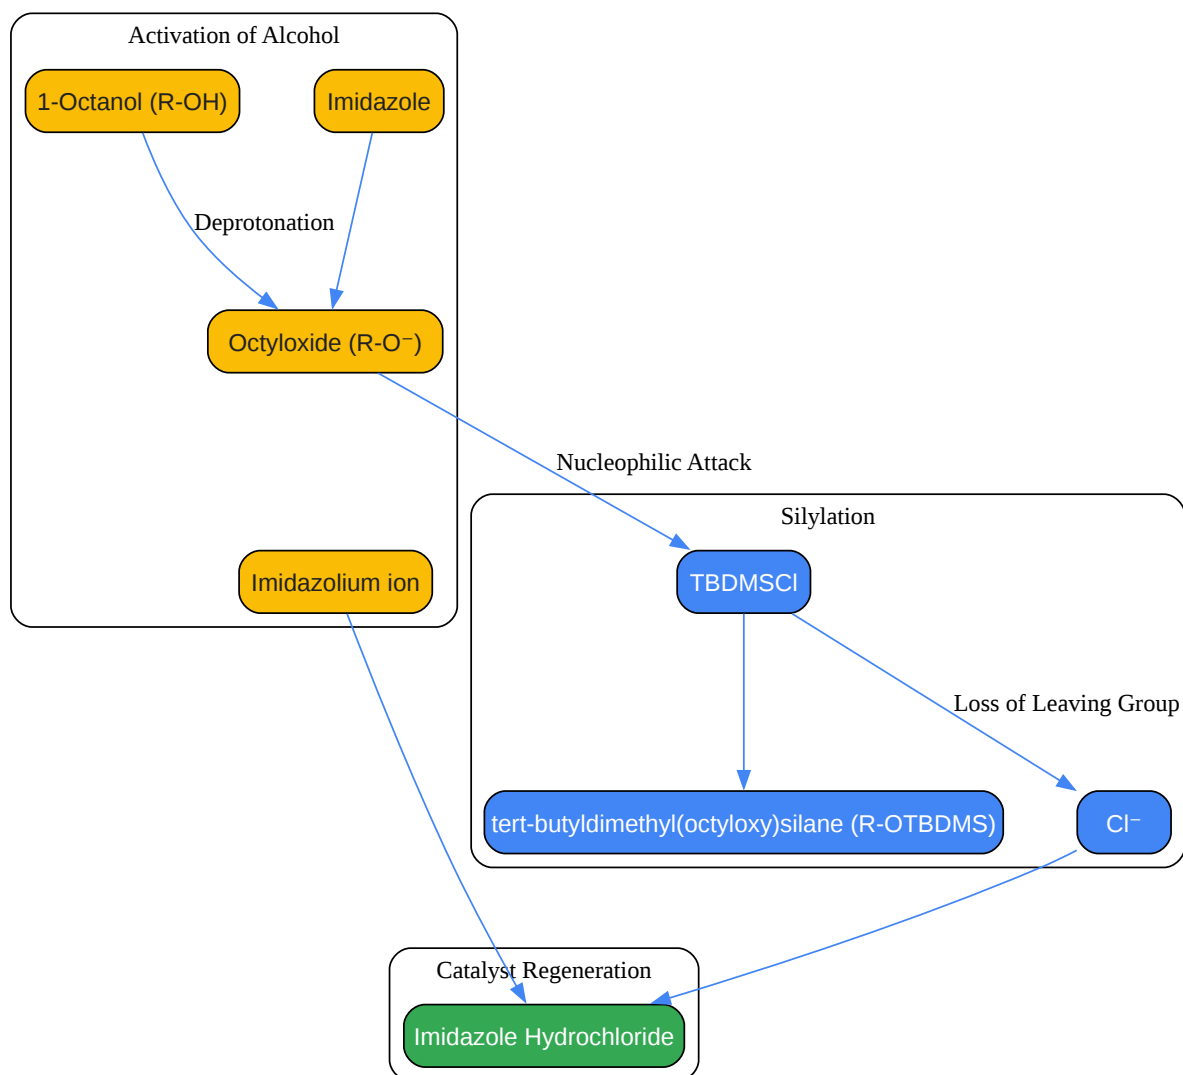 Activation of Alcohol
1-Octanol (R-OH)
Imidazole
Deprotonation
Octyloxide (R-O⁻)
Nucleophilic Attack
Silylation
Imidazolium ion
TBDMSCl
Loss of Leaving Group
tert-butyldimethyl(octyloxy)silane (R-OTBDMS)
Cl⁻
Catalyst Regeneration
Imidazole Hydrochloride